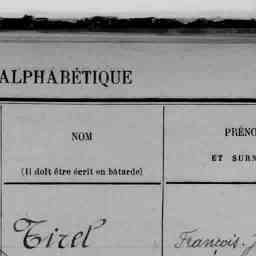 ALPHABÉTIQUE
NOM
(Il doit être écrit en bâtarde)
PRÉNO
ET SURN
Tirel
François-J